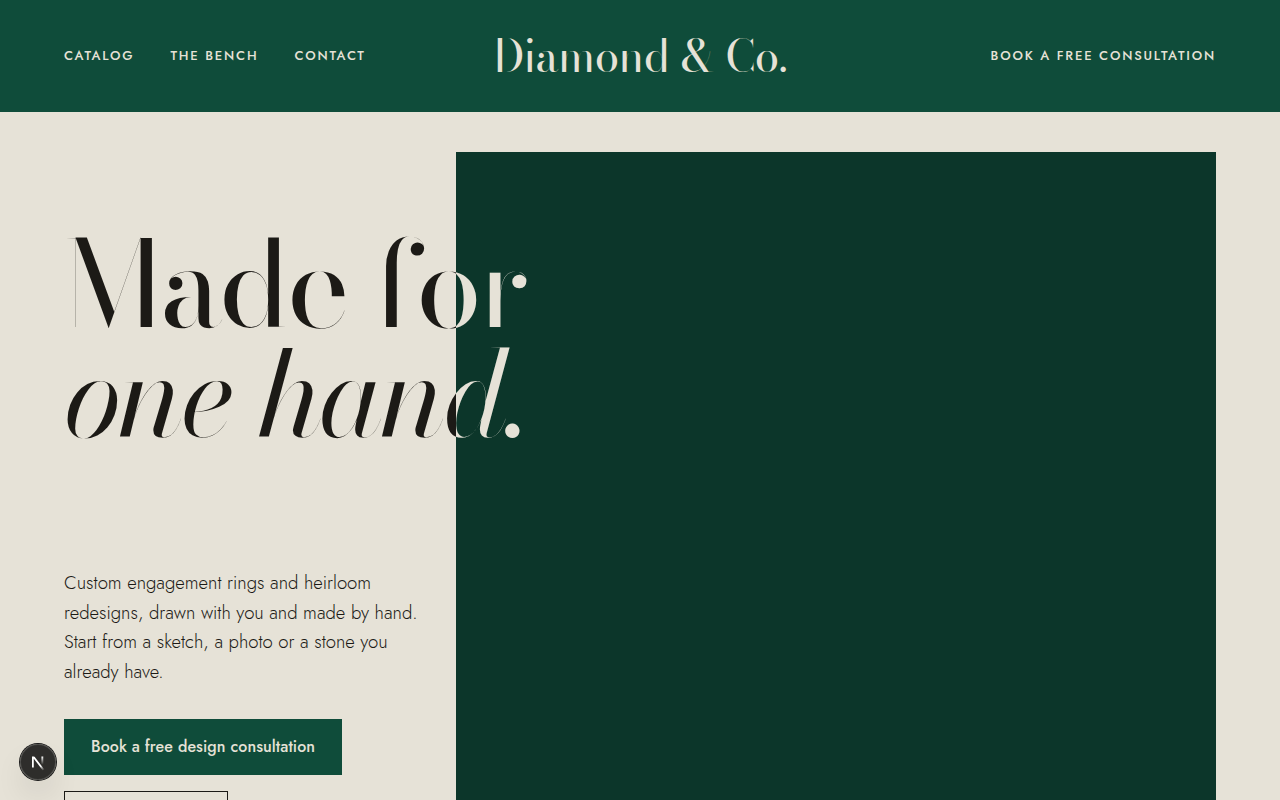 CATALOG THE BENCH CONTACT
Diamond & Co.
BOOK A FREE CONSULTATION
Made for
one hand.
Custom engagement rings and heirloom
redesigns, drawn with you and made by hand.
Start from a sketch, a photo or a stone you
already have.
Book a free design consultation
N